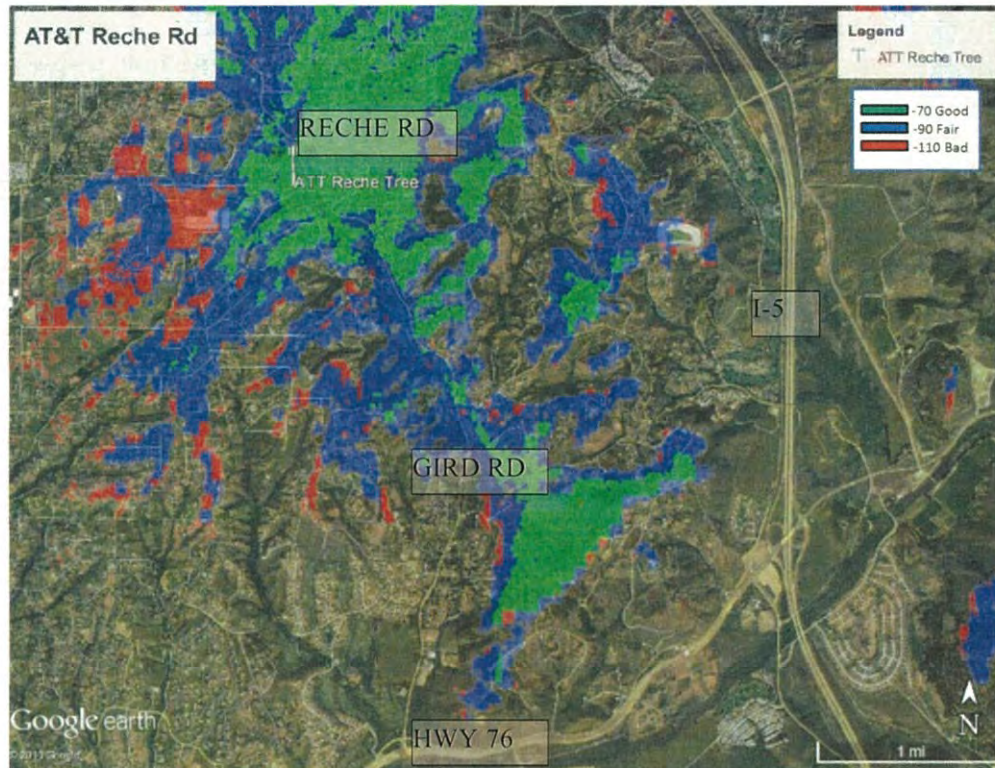 AT&T Reche Rd
Legend
ATT Reche Tree
-70 Good
-90 Fair
-110 Bad
RECHE RD
ATT Reche Tree
I-5
GIRD RD
HWY 76
Google earth
N
1 mi